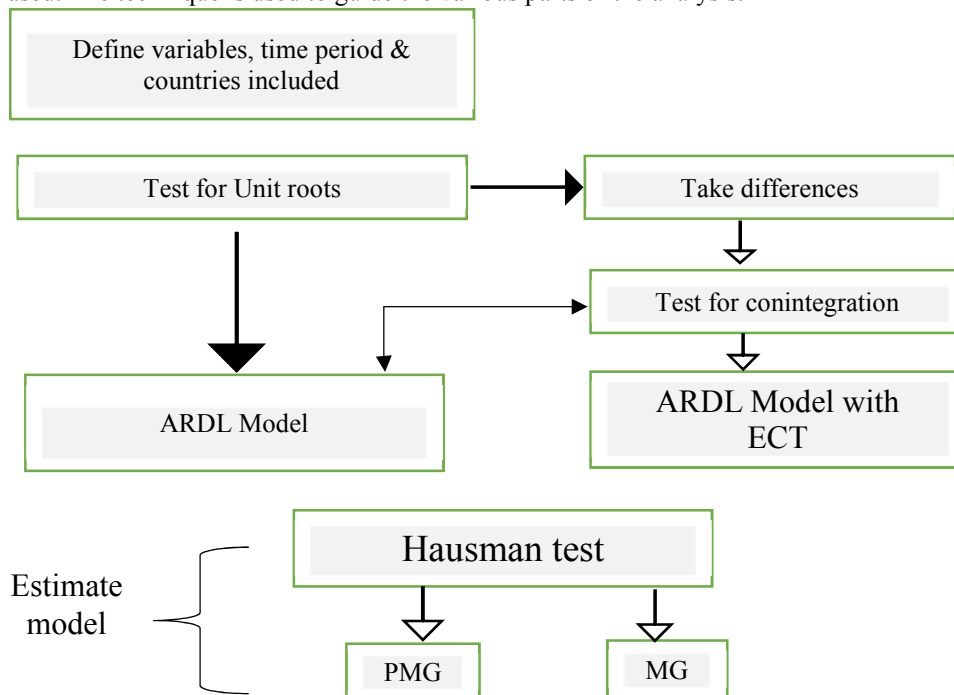 Define variables, time period &
countries included
Test for Unit roots
Take differences
Test for conintegration
ARDL Model
ARDL Model with
ECT
Hausman test
Estimate
model
PMG
MG